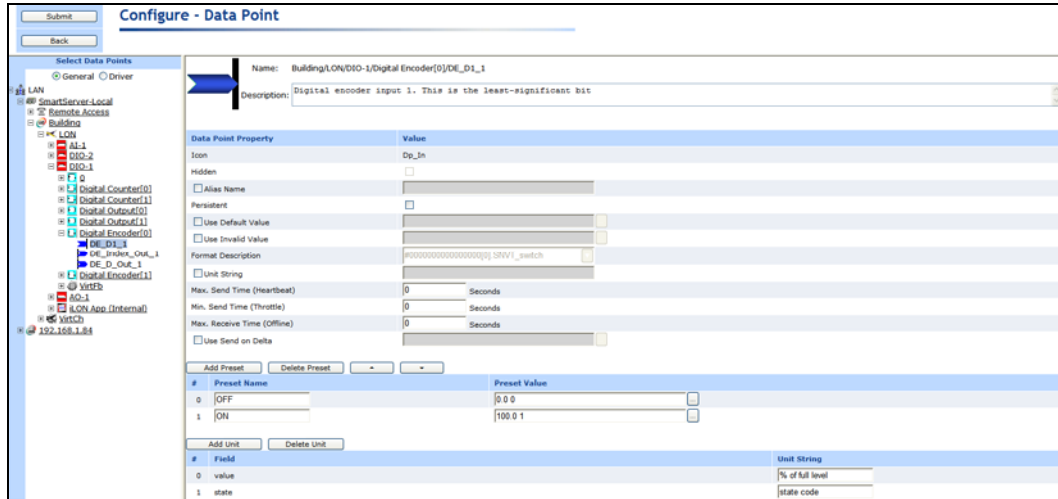 Submit
Configure - Data Point
Back
Select Data Points
General Driver
LAN
SmartServer-Local
Remote Access
Building
LON
AI-1
DIO-2
DIO-1
0
Digital Counter[0]
Digital Counter[1]
Digital Output[0]
Digital Output[1]
Digital Encoder[0]
DE_D1_1
DE_Index_Out_1
DE_D_Out_1
Digital Encoder[1]
VirtFb
AO-1
iLON App (Internal)
VirtCh
192.168.1.84
Name: Building/LON/DIO-1/Digital Encoder[0]/DE_D1_1
Description: Digital encoder input 1. This is the least-significant bit
Data Point Property Value
Icon Dp_In
Hidden
Alias Name
Persistent
Use Default Value
Use Invalid Value
Format Description #0000000000000000[0].SNVT_switch
Unit String
Max. Send Time (Heartbeat) 0 Seconds
Min. Send Time (Throttle) 0 Seconds
Max. Receive Time (Offline) 0 Seconds
Use Send on Delta
Add Preset Delete Preset
# Preset Name Preset Value
0 OFF 0.0 0 ...
1 ON 100.0 1 ...
Add Unit Delete Unit
# Field Unit String
0 value % of full level
1 state state code